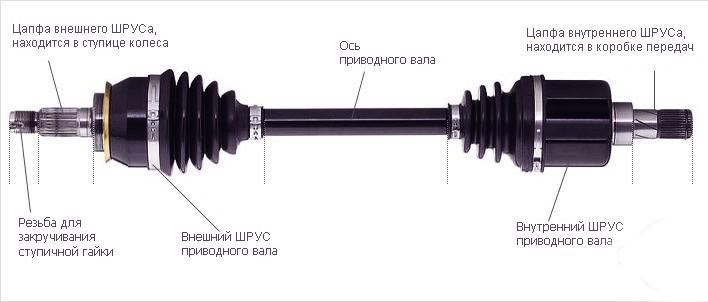 Цапфа внешнего ШРУСа,
находится в ступице колеса
Ось
приводного вала
Цапфа внутреннего ШРУСа,
находится в коробке передач
Резьба для
закручивания
ступичной гайки
Внешний ШРУС
приводного вала
Внутренний ШРУС
приводного вала